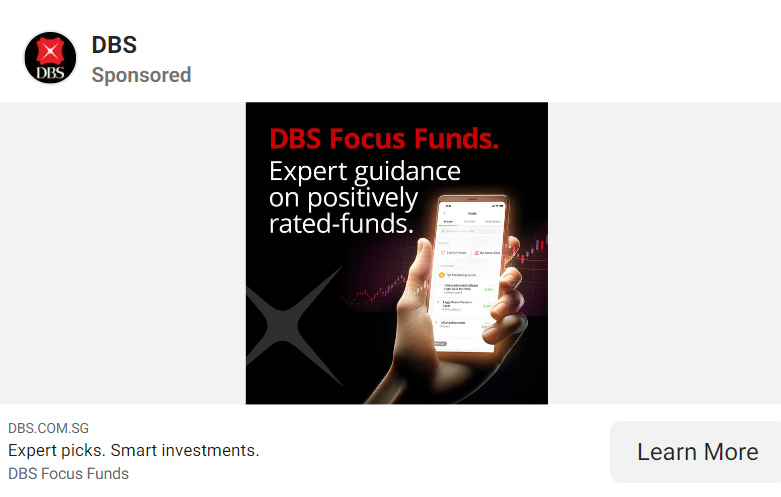 DBS
DBS
Sponsored
DBS Focus Funds.
Expert guidance
on positively
rated-funds.
Funds
DBS.COM.SG
Expert picks. Smart investments.
DBS Focus Funds
Learn More